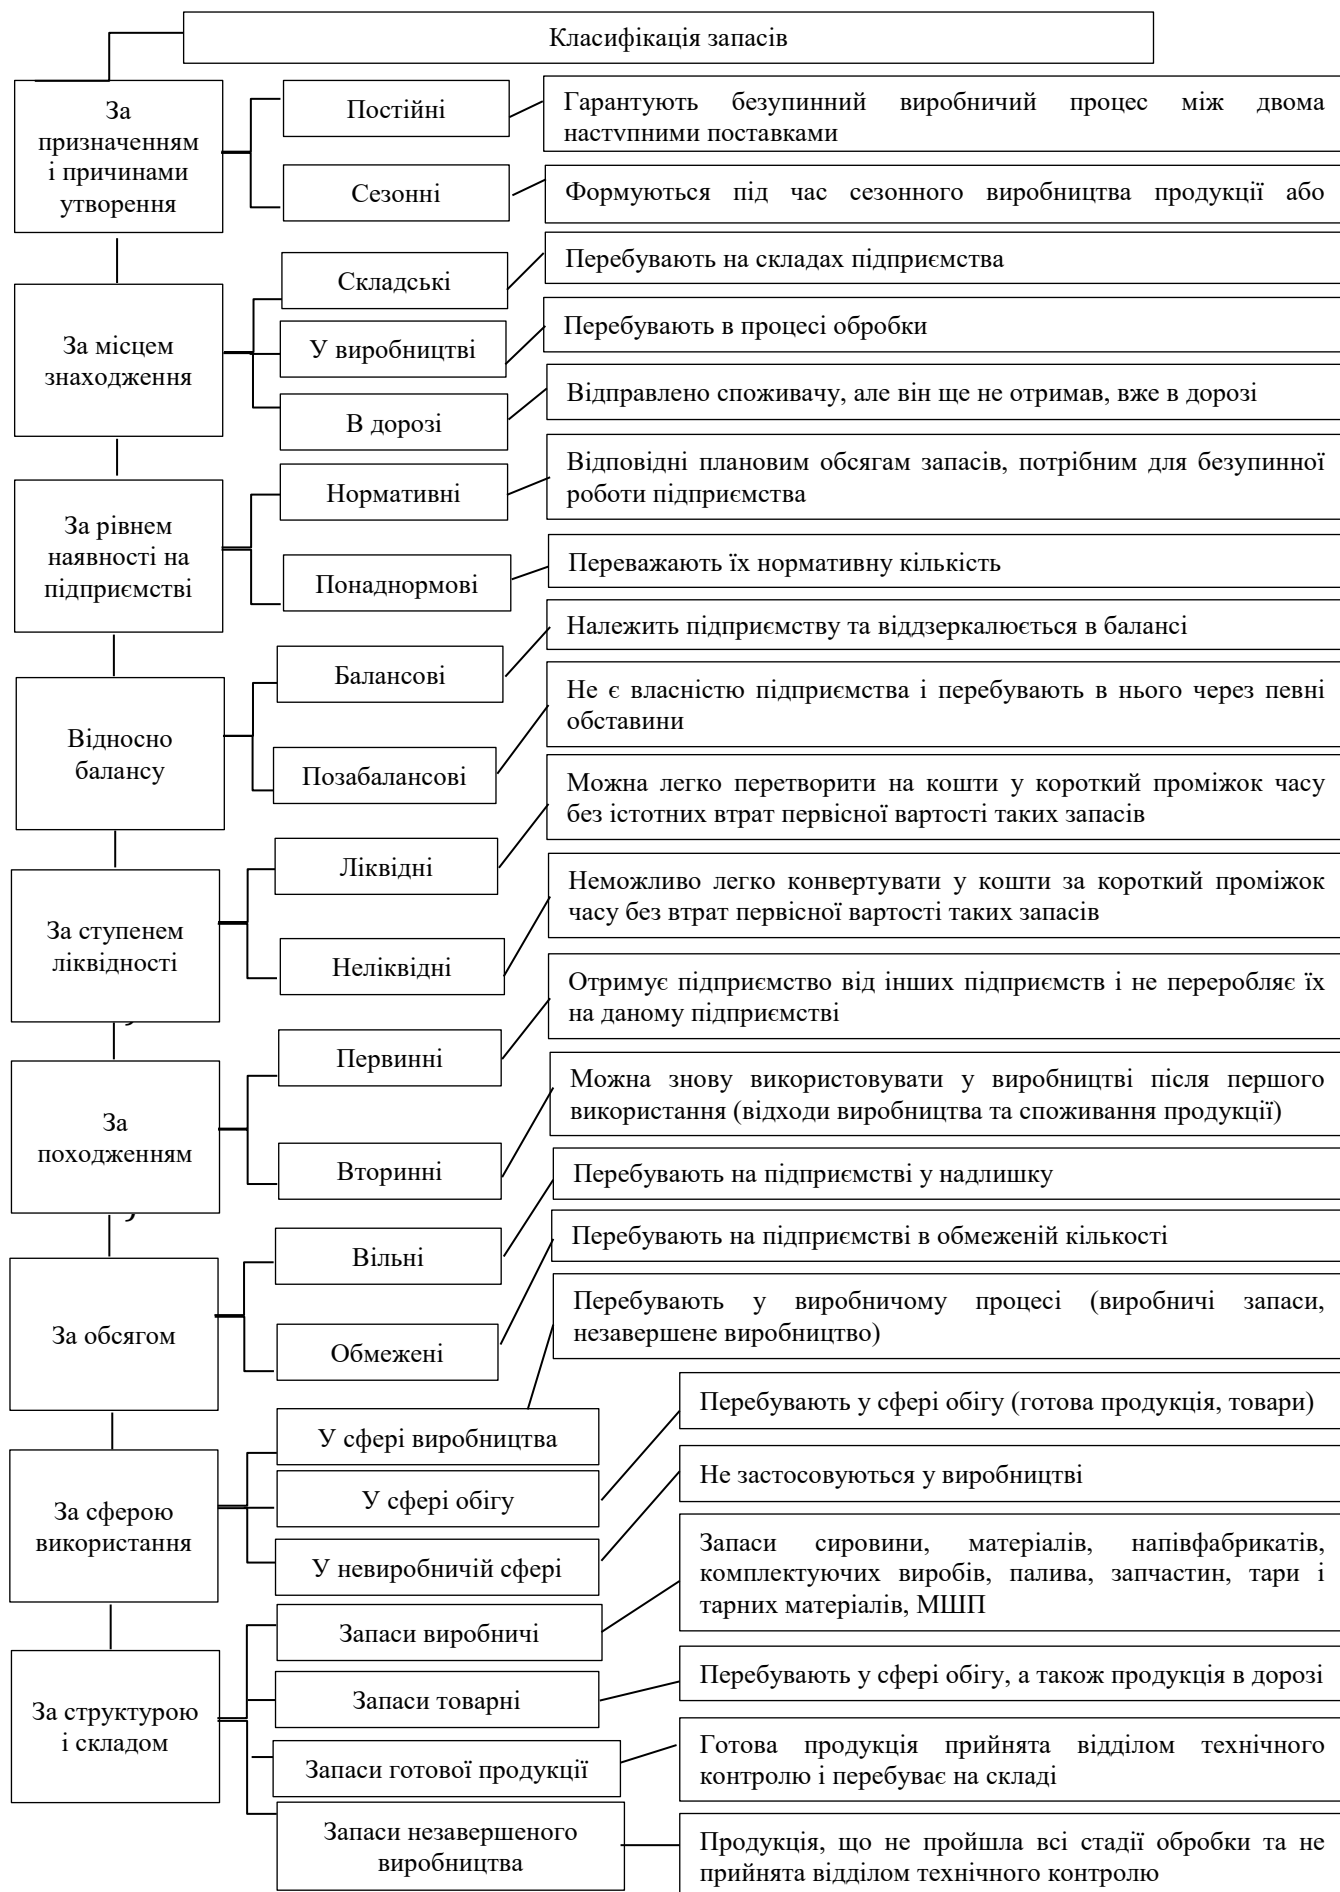 Класифікація запасів
За
призначенням
і причинами
утворення
Постійні
Гарантують безупинний виробничий процес між двома
наступними поставками
Сезонні
Формуються під час сезонного виробництва продукції або
За місцем
знаходження
Складські
Перебувають на складах підприємства
У виробництві
Перебувають в процесі обробки
В дорозі
Відправлено споживачу, але він ще не отримав, вже в дорозі
За рівнем
наявності на
підприємстві
Нормативні
Відповідні плановим обсягам запасів, потрібним для безупинної
роботи підприємства
Понаднормові
Переважають їх нормативну кількість
Відносно
балансу
Балансові
Належить підприємству та віддзеркалюється в балансі
Позабалансові
Не є власністю підприємства і перебувають в нього через певні
обставини
За ступенем
ліквідності
Ліквідні
Можна легко перетворити на кошти у короткий проміжок часу
без істотних втрат первісної вартості таких запасів
Неліквідні
Неможливо легко конвертувати у кошти за короткий проміжок
часу без втрат первісної вартості таких запасів
За
походженням
Первинні
Отримує підприємство від інших підприємств і не переробляє їх
на даному підприємстві
Вторинні
Можна знову використовувати у виробництві після першого
використання (відходи виробництва та споживання продукції)
За обсягом
Вільні
Перебувають на підприємстві у надлишку
Обмежені
Перебувають на підприємстві в обмеженій кількості
За сферою
використання
У сфері виробництва
Перебувають у виробничому процесі (виробничі запаси,
незавершене виробництво)
У сфері обігу
Перебувають у сфері обігу (готова продукція, товари)
У невиробничій сфері
Не застосовуються у виробництві
За структурою
і складом
Запаси виробничі
Запаси сировини, матеріалів, напівфабрикатів,
комплектуючих виробів, палива, запчастин, тари і
тарних матеріалів, МШП
Запаси товарні
Перебувають у сфері обігу, а також продукція в дорозі
Запаси готової продукції
Готова продукція прийнята відділом технічного
контролю і перебуває на складі
Запаси незавершеного
виробництва
Продукція, що не пройшла всі стадії обробки та не
прийнята відділом технічного контролю